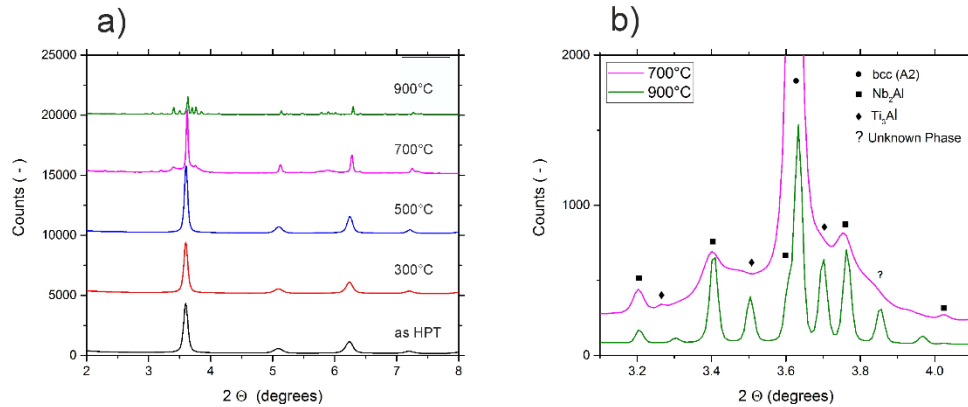 a)
25000
20000
15000
10000
5000
0
Counts ( - )
900°C
700°C
500°C
300°C
as HPT
2 3 4 5 6 7 8
2 Θ (degrees)
b)
2000
1000
0
Counts ( - )
700°C
900°C
bcc (A2)
Nb2Al
Ti3Al
? Unknown Phase
?
3.2 3.4 3.6 3.8 4.0
2 Θ (degrees)